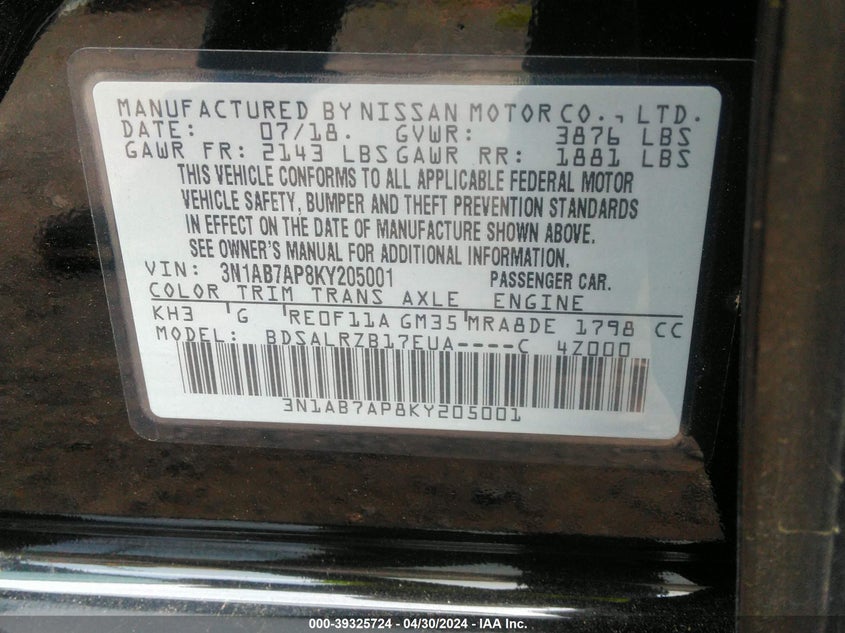 MANUFACTURED BY NISSAN MOTOR CO., LTD.
DATE: 07/18. GVWR: 3876 LBS
GAWR FR: 2143 LBS GAWR RR: 1881 LBS
THIS VEHICLE CONFORMS TO ALL APPLICABLE FEDERAL MOTOR
VEHICLE SAFETY, BUMPER AND THEFT PREVENTION STANDARDS
IN EFFECT ON THE DATE OF MANUFACTURE SHOWN ABOVE.
SEE OWNER'S MANUAL FOR ADDITIONAL INFORMATION.
VIN: 3N1AB7AP8KY205001 PASSENGER CAR.
COLOR TRIM TRANS AXLE ENGINE
KH3 G RE0F11A GM35 MRA8DE 1798 CC
MODEL: BDSALRZB17EUA----C 4Z000
3N1AB7AP8KY205001
000-39325724 - 04/30/2024 - IAA Inc.